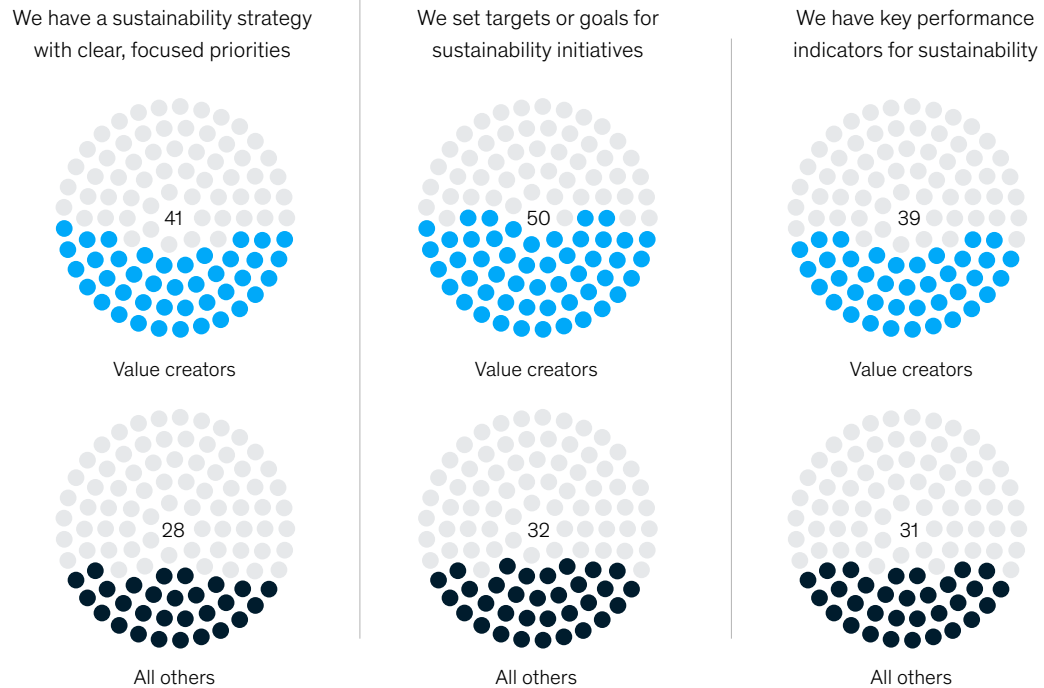 We have a sustainability strategy
with clear, focused priorities
41
Value creators
28
All others
We set targets or goals for
sustainability initiatives
50
Value creators
32
All others
We have key performance
indicators for sustainability
39
Value creators
31
All others